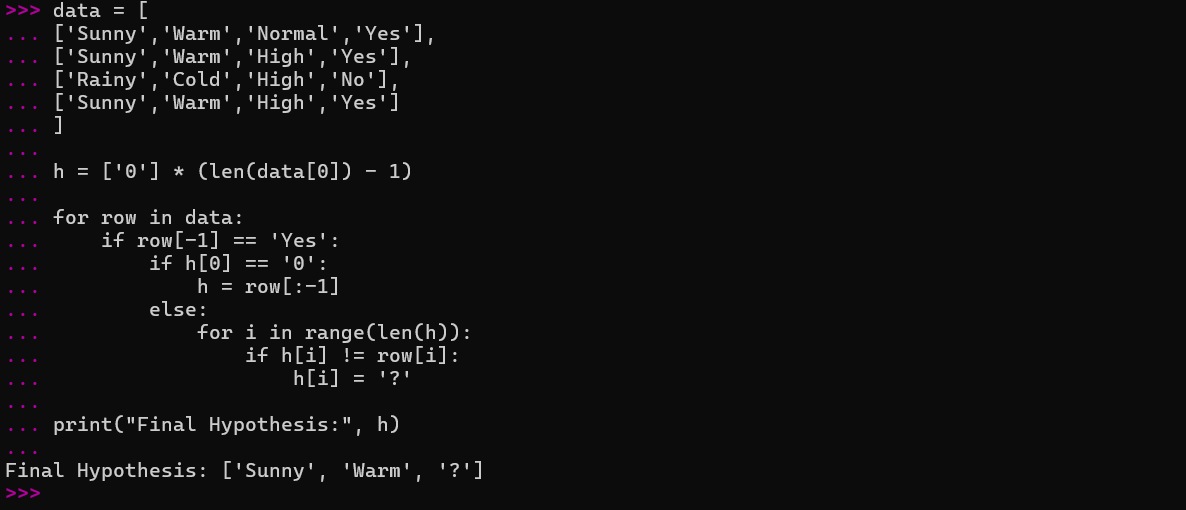 >>> data = [
... ['Sunny','Warm','Normal','Yes'],
... ['Sunny','Warm','High','Yes'],
... ['Rainy','Cold','High','No'],
... ['Sunny','Warm','High','Yes']
... ]
...
... h = ['0'] * (len(data[0]) - 1)
...
... for row in data:
...     if row[-1] == 'Yes':
...         if h[0] == '0':
...             h = row[:-1]
...         else:
...             for i in range(len(h)):
...                 if h[i] != row[i]:
...                     h[i] = '?'
...
... print("Final Hypothesis:", h)
...
Final Hypothesis: ['Sunny', 'Warm', '?']
>>>